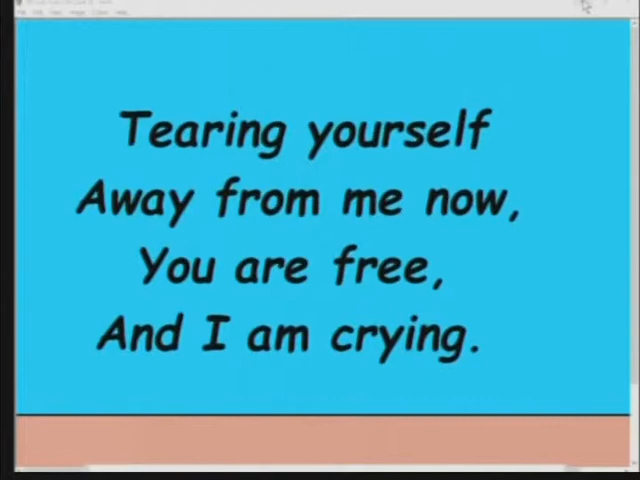 Tearing yourself
Away from me now,
You are free,
And I am crying.